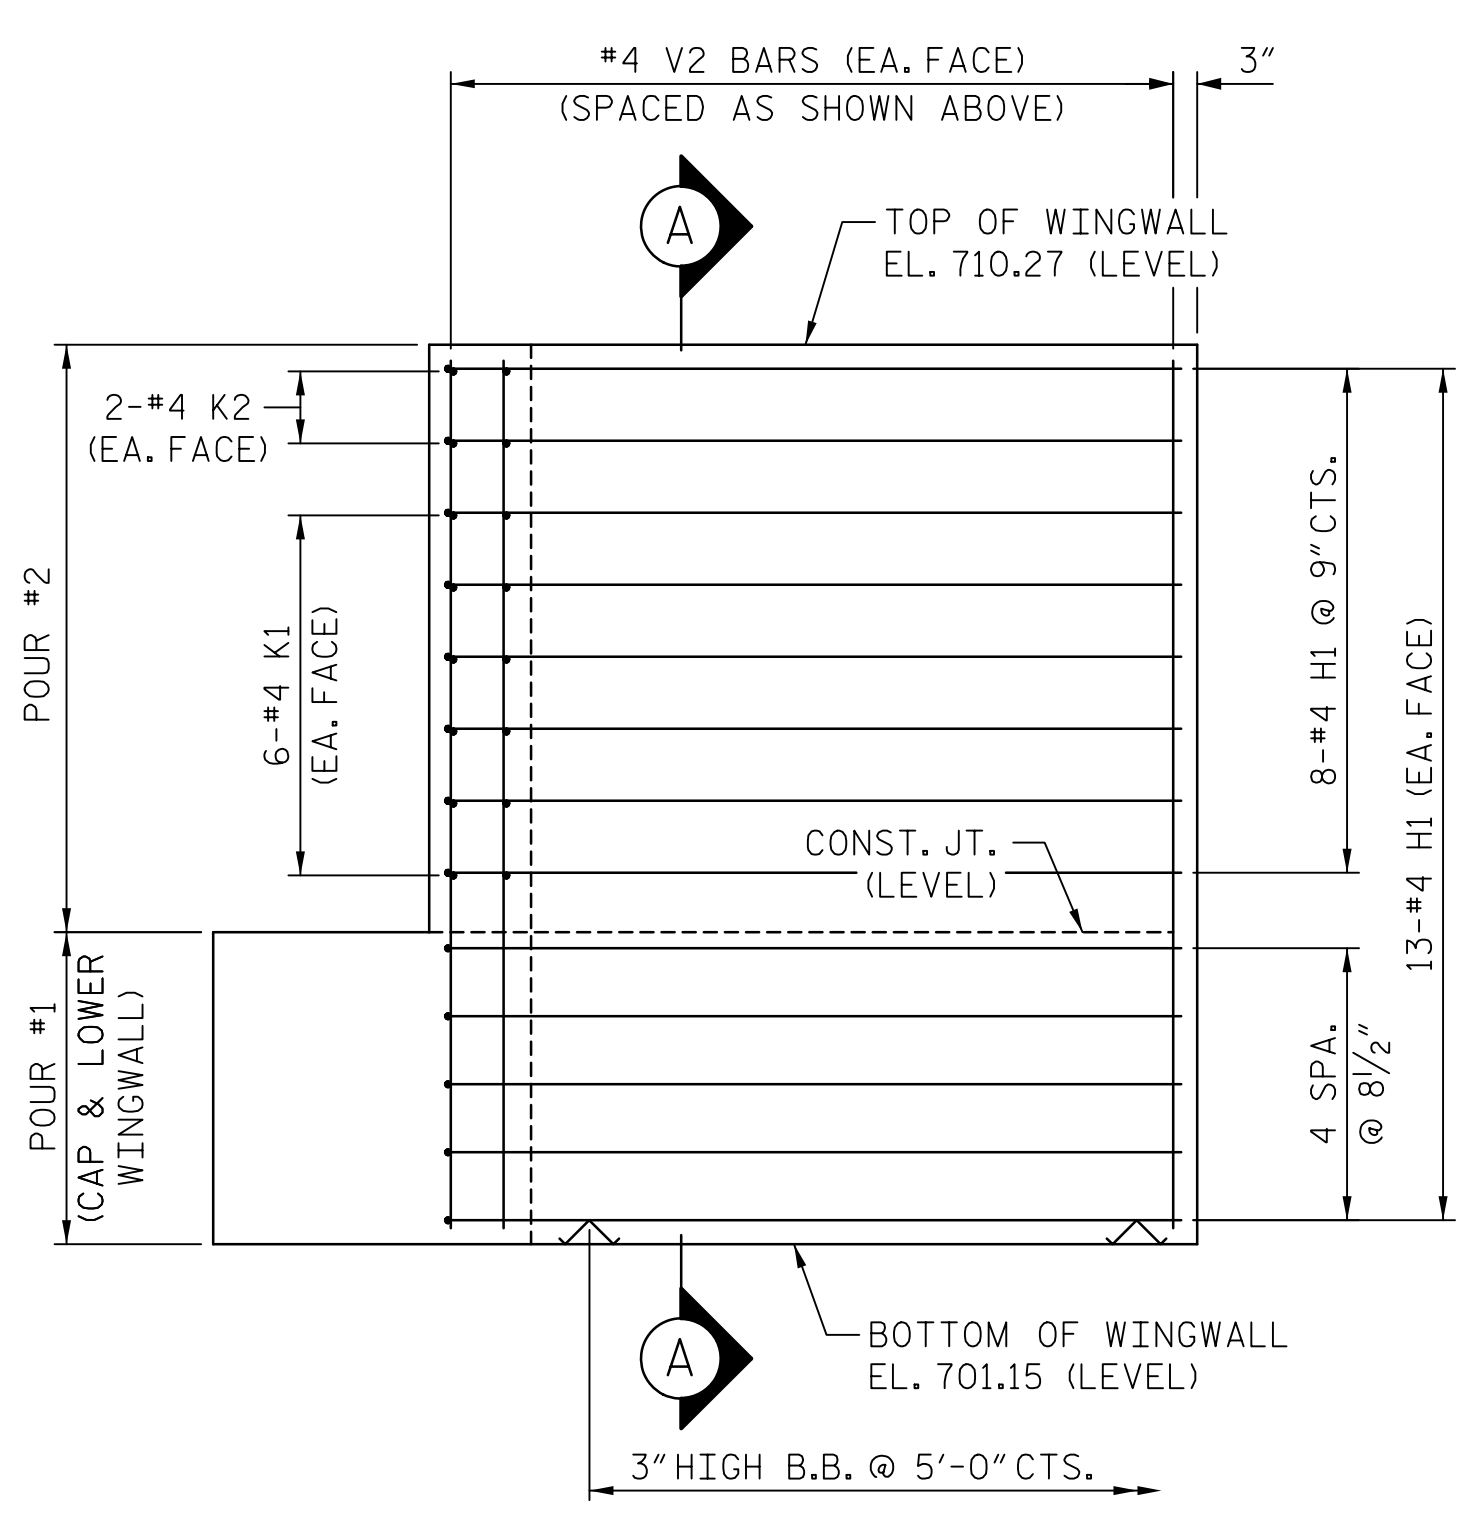 #4 V2 BARS (EA. FACE)
(SPACED AS SHOWN ABOVE)
3"
A
TOP OF WINGWALL
EL. 710.27 (LEVEL)
2-#4 K2
(EA. FACE)
POUR #2
6-#4 K1
(EA. FACE)
8-#4 H1 @ 9" CTS.
13-#4 H1 (EA. FACE)
CONST. JT.
(LEVEL)
POUR #1
(CAP & LOWER
WINGWALL)
4 SPA.
@ 8 1/2"
A
BOTTOM OF WINGWALL
EL. 701.15 (LEVEL)
3" HIGH B.B. @ 5'-0" CTS.